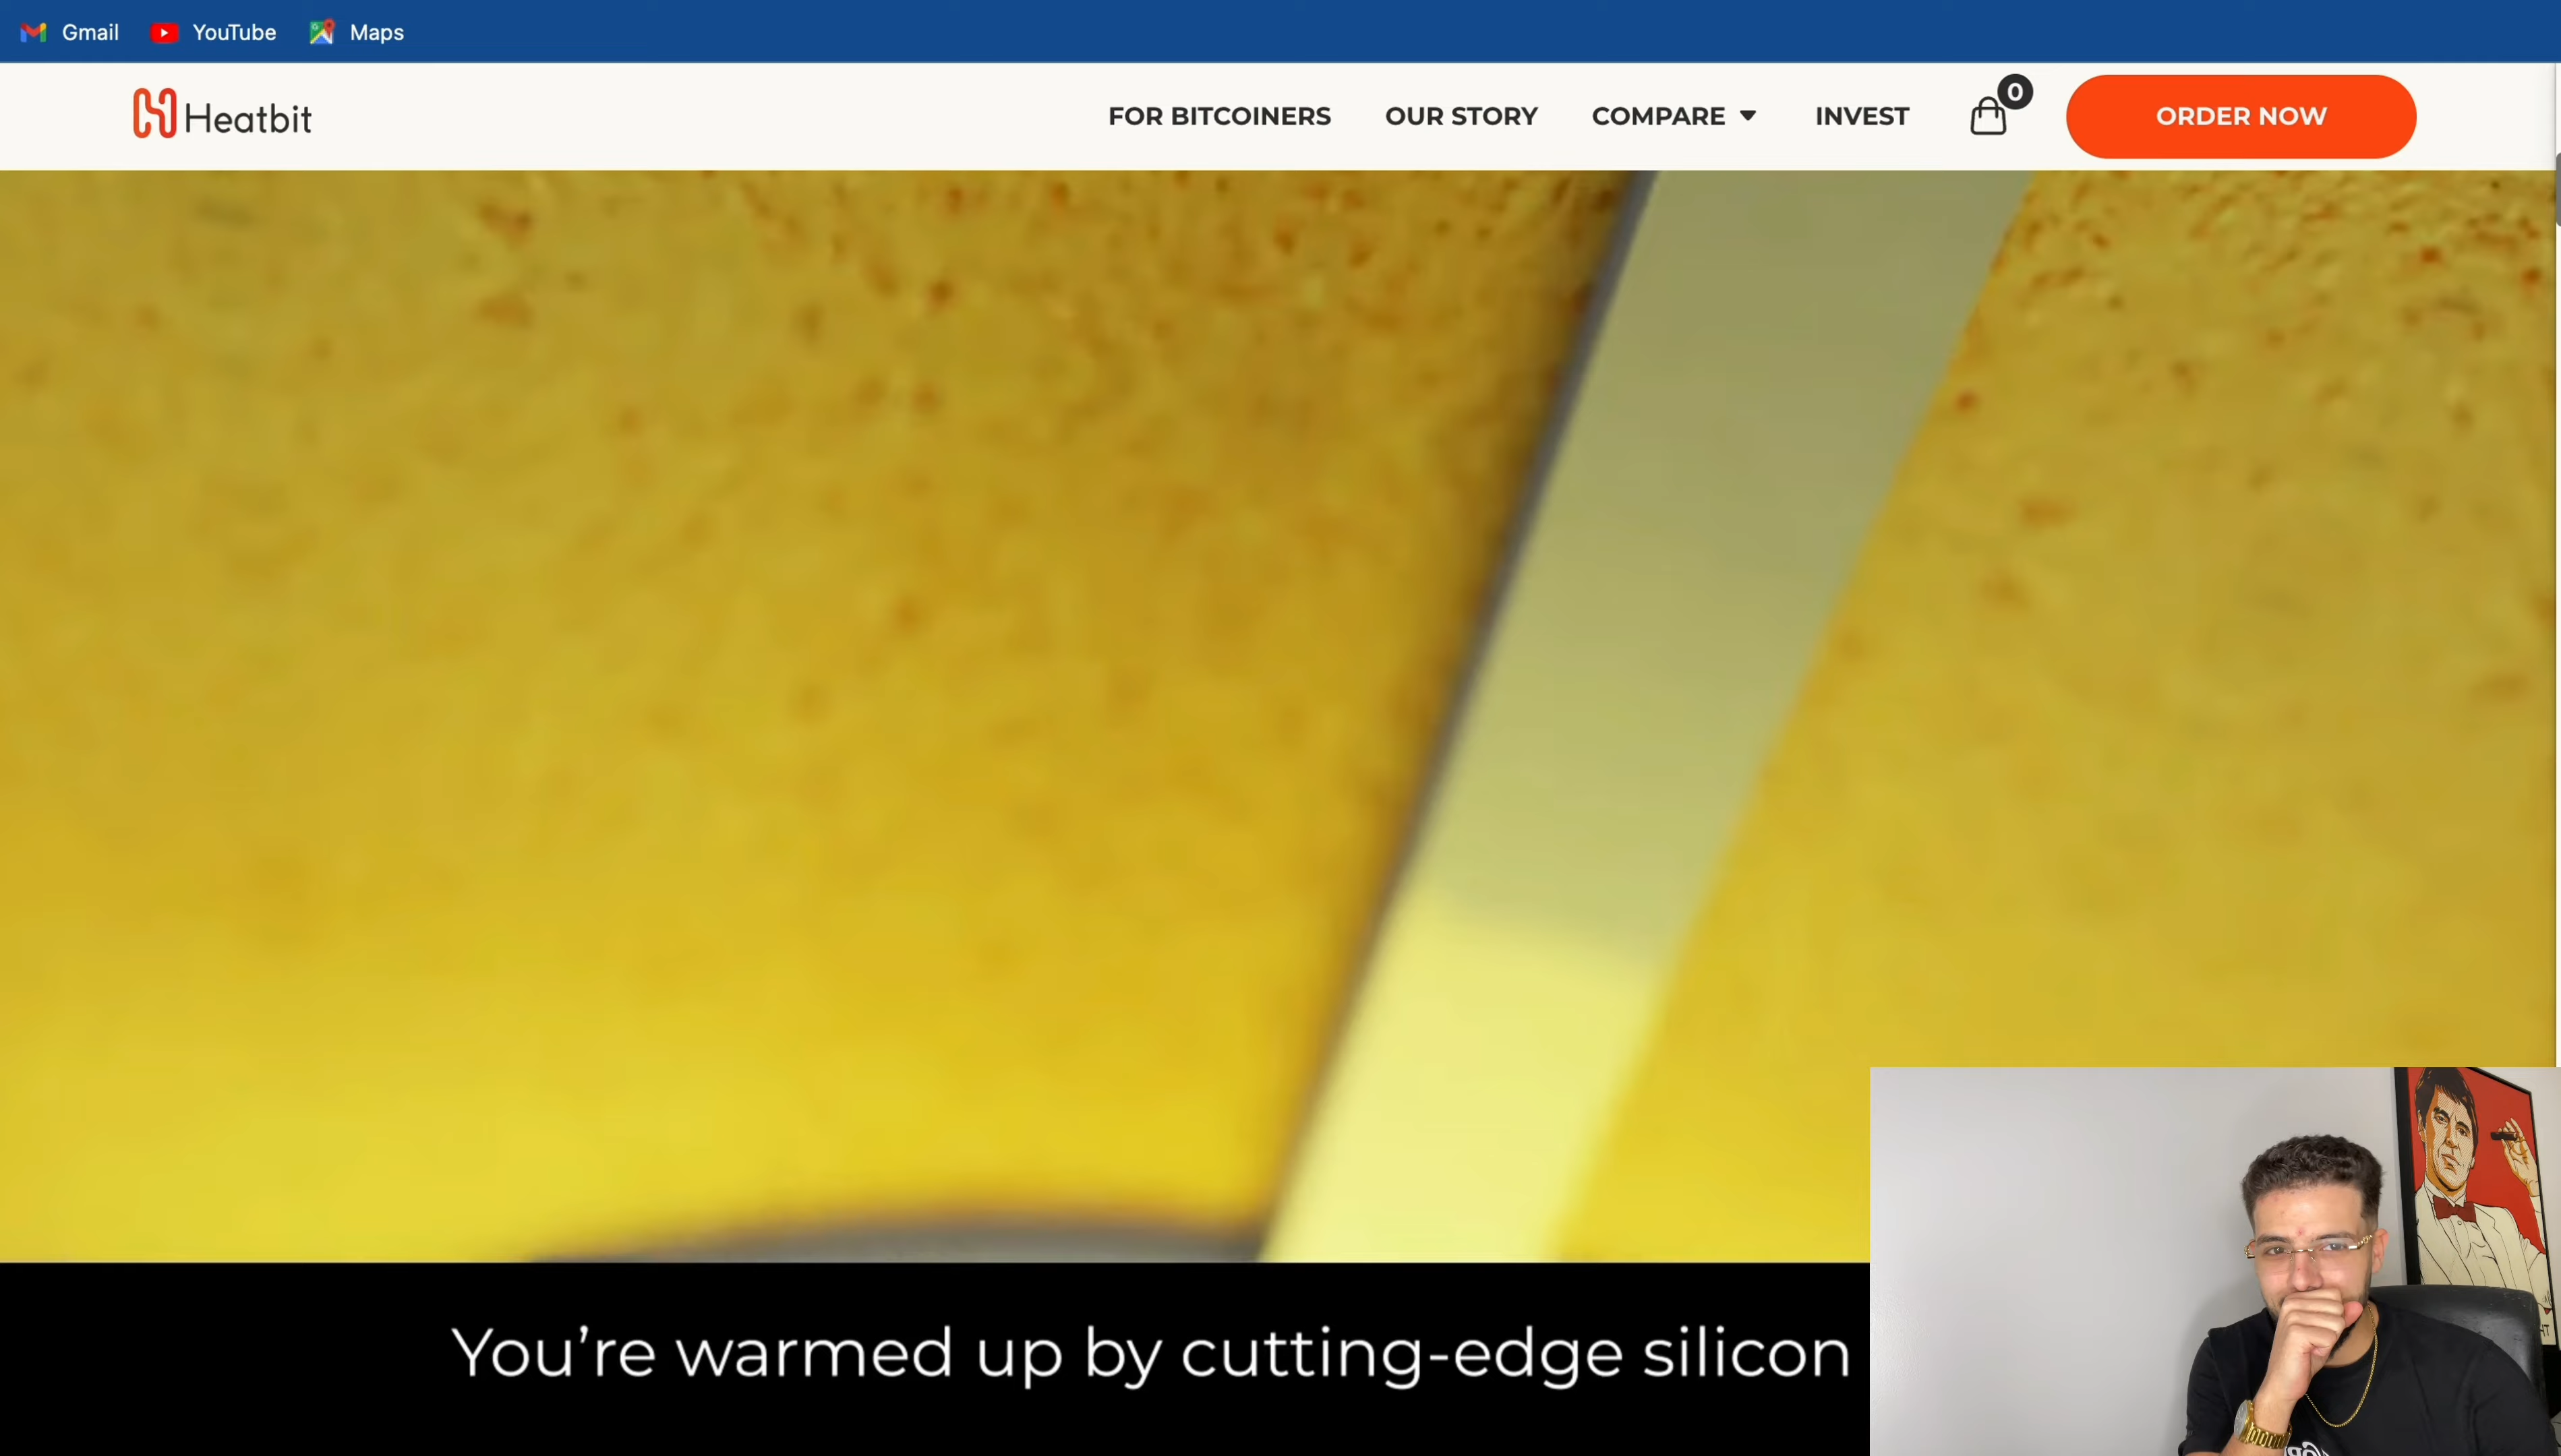 Gmail YouTube Maps
Heatbit FOR BITCOINERS OUR STORY COMPARE INVEST 0 ORDER NOW
You’re warmed up by cutting-edge silicon